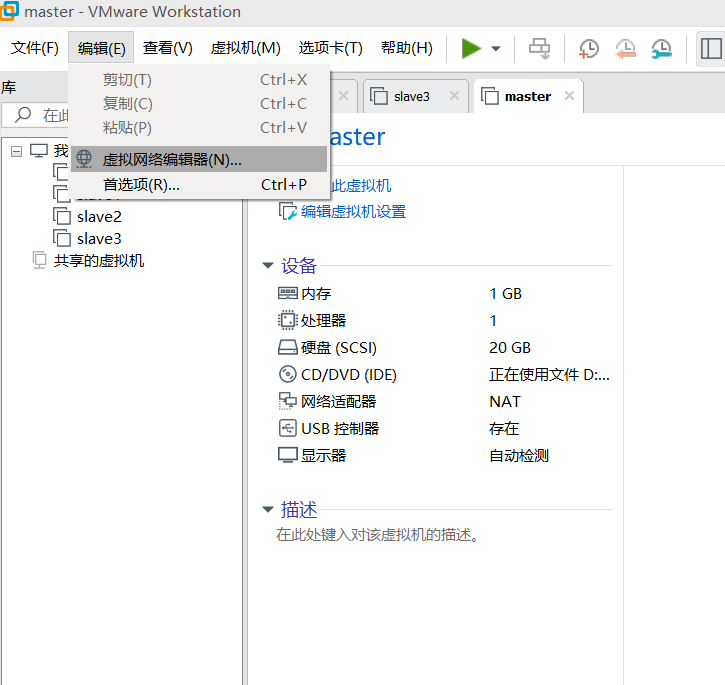 master - VMware Workstation
文件(F) 编辑(E) 查看(V) 虚拟机(M) 选项卡(T) 帮助(H)
库
剪切(T) Ctrl+X
复制(C) Ctrl+C
粘贴(P) Ctrl+V
虚拟网络编辑器(N)...
首选项(R)... Ctrl+P
在此
我
slave2
slave3
共享的虚拟机
slave3
master
aster
此虚拟机
编辑虚拟机设置
设备
内存 1 GB
处理器 1
硬盘 (SCSI) 20 GB
CD/DVD (IDE) 正在使用文件 D:...
网络适配器 NAT
USB 控制器 存在
显示器 自动检测
描述
在此处键入对该虚拟机的描述。